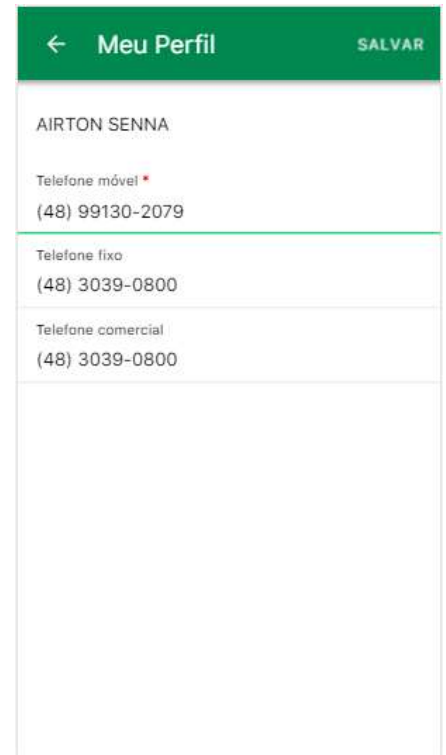 ← Meu Perfil SALVAR
AIRTON SENNA
Telefone móvel *
(48) 99130-2079
Telefone fixo
(48) 3039-0800
Telefone comercial
(48) 3039-0800